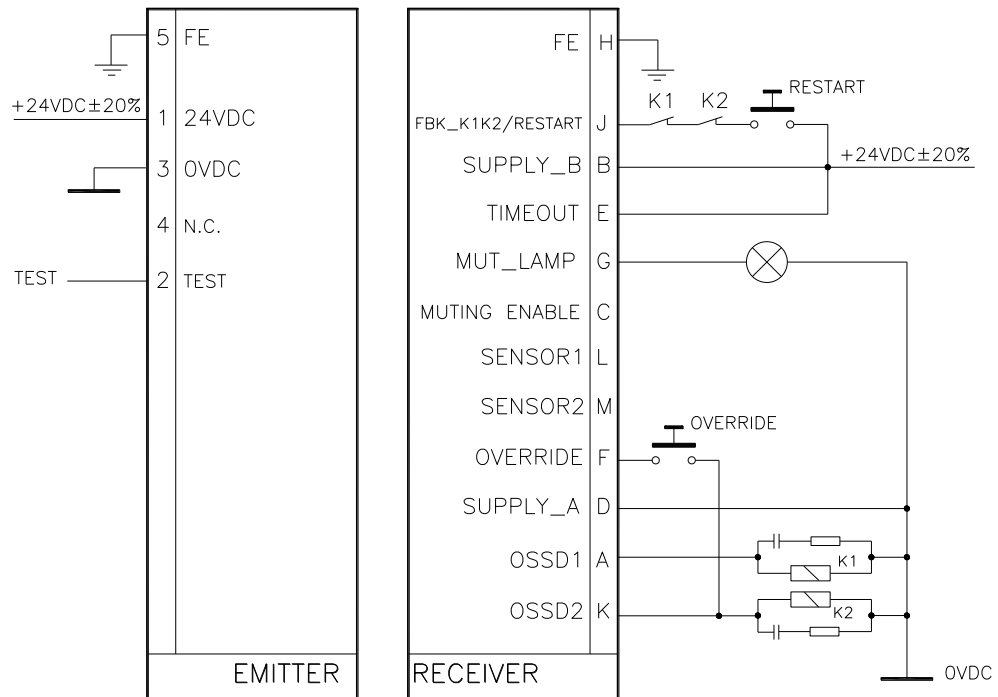 5 FE
+24VDC±20%
1 24VDC
3 0VDC
4 N.C.
TEST 2 TEST
EMITTER
FE H
FBK_K1K2/RESTART J K1 K2 RESTART
SUPPLY_B B +24VDC±20%
TIMEOUT E
MUT_LAMP G
MUTING ENABLE C
SENSOR1 L
SENSOR2 M
OVERRIDE F OVERRIDE
SUPPLY_A D
OSSD1 A K1
OSSD2 K K2
RECEIVER
0VDC